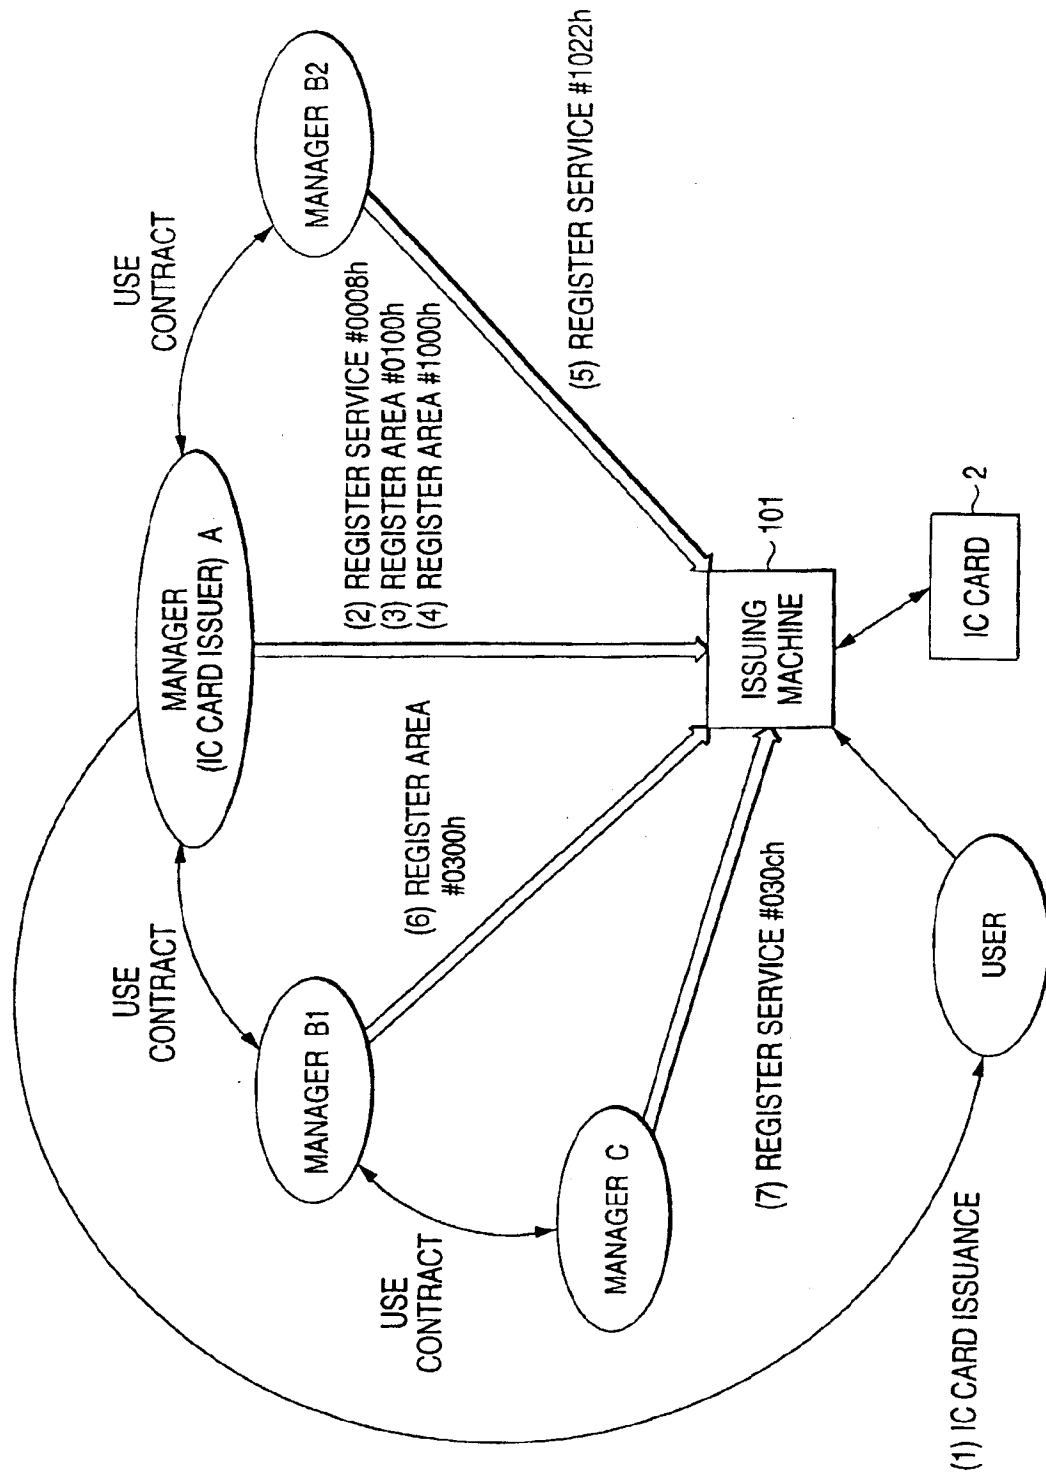 USE
CONTRACT
MANAGER B2
MANAGER
(IC CARD ISSUER) A
(2) REGISTER SERVICE #0008h
(3) REGISTER AREA #0100h
(4) REGISTER AREA #1000h
(5) REGISTER SERVICE #1022h
USE
CONTRACT
MANAGER B1
(6) REGISTER AREA
#0300h
USE
CONTRACT
MANAGER C
(7) REGISTER SERVICE #030ch
ISSUING
MACHINE
101
IC CARD
2
USER
(1) IC CARD ISSUANCE